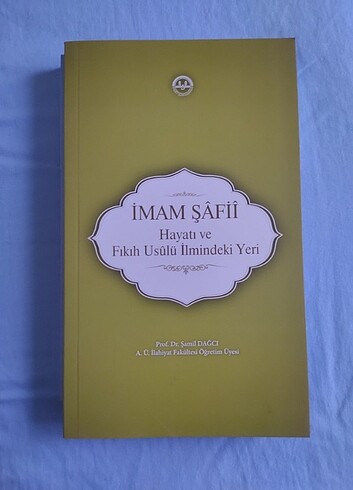 İMAM ŞÂFİÎ
Hayatı ve
Fıkıh Usûlü İlmindeki Yeri
Prof. Dr. Şamil DAĞCI
A. Ü. İlahiyat Fakültesi Öğretim Üyesi